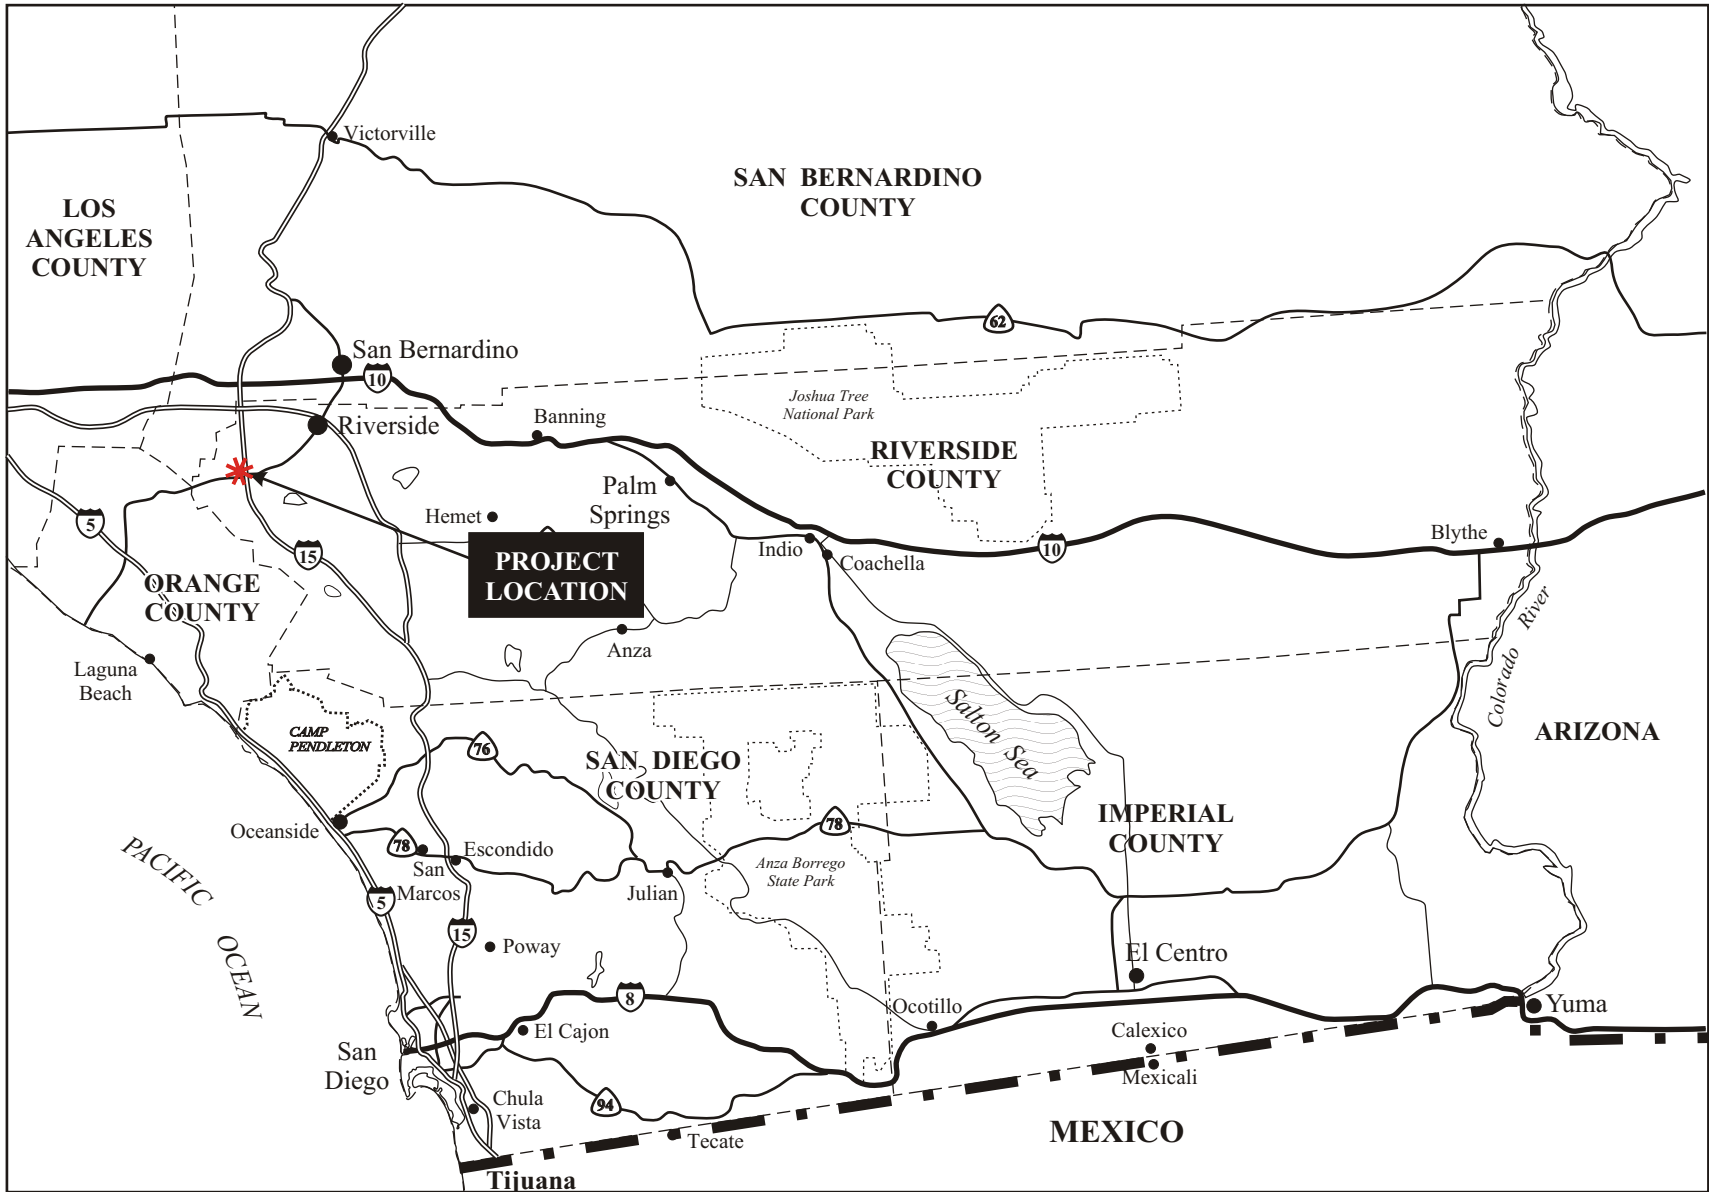 Victorville
SAN BERNARDINO
COUNTY
LOS
ANGELES
COUNTY
62
San Bernardino
10
Joshua Tree
National Park
Banning
Riverside
RIVERSIDE
COUNTY
Palm
Springs
Hemet
5
15
Blythe
Indio
10
Coachella
PROJECT
LOCATION
ORANGE
COUNTY
Anza
Laguna
Beach
Colorado River
Salton Sea
CAMP
PENDLETON
76
SAN DIEGO
COUNTY
ARIZONA
IMPERIAL
COUNTY
78
Oceanside
78
Escondido
San
Marcos
Anza Borrego
State Park
Julian
PACIFIC
OCEAN
5
15
Poway
El Centro
8
Ocotillo
Yuma
El Cajon
Calexico
Mexicali
San
Diego
Chula
Vista
94
Tecate
MEXICO
Tijuana